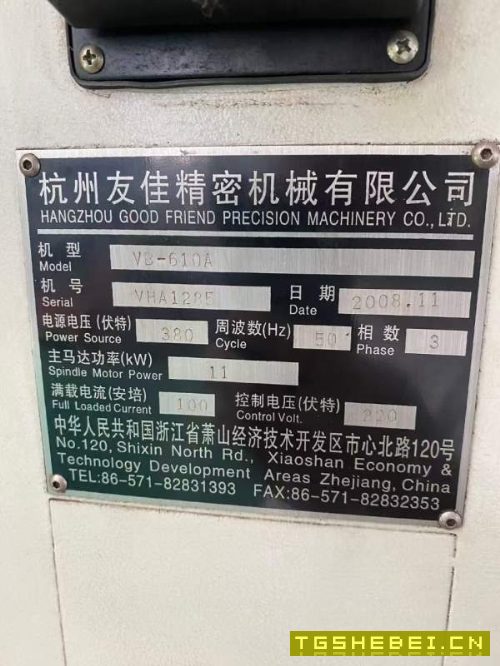 杭州友佳精密机械有限公司
HANGZHOU GOOD FRIEND PRECISION MACHINERY CO., LTD.
机型 VB-610A
Model
机号 VHA1285 日期 2008.11
Serial Date
电源电压(伏特) 380 周波数(Hz) 50 相数 3
Power Source Cycle Phase
主马达功率(kW) 11
Spindle Motor Power
满载电流(安培) 100 控制电压(伏特) 220
Full Loaded Current Control Volt.
中华人民共和国浙江省萧山经济技术开发区市心北路120号
No.120, Shixin North Rd., Xiaoshan Economy &
Technology Development Areas Zhejiang, China
TEL:86-571-82831393 FAX:86-571-82832353
TGSHEBEI.CN